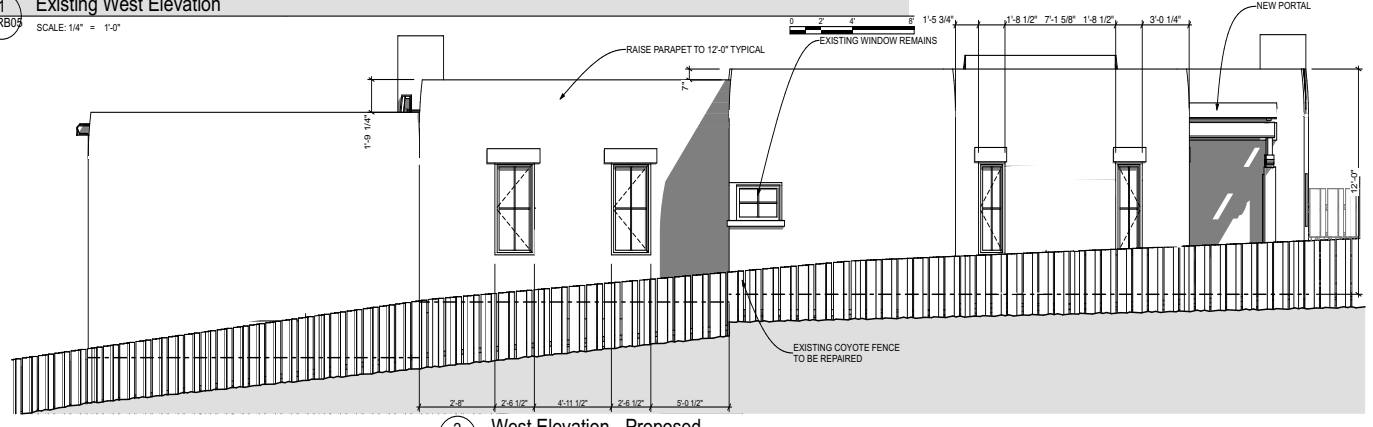 1
Existing West Elevation
RB05
SCALE: 1/4" = 1'-0"
0 2' 4' 8'
1'-5 3/4" 1'-8 1/2" 7'-1 5/8" 1'-8 1/2" 3'-0 1/4"
NEW PORTAL
EXISTING WINDOW REMAINS
RAISE PARAPET TO 12'-0" TYPICAL
7"
1'-9 1/4"
12'-0"
EXISTING COYOTE FENCE
TO BE REPAIRED
2'-8" 2'-6 1/2" 4'-11 1/2" 2'-6 1/2" 5'-0 1/2"
West Elevation - Proposed